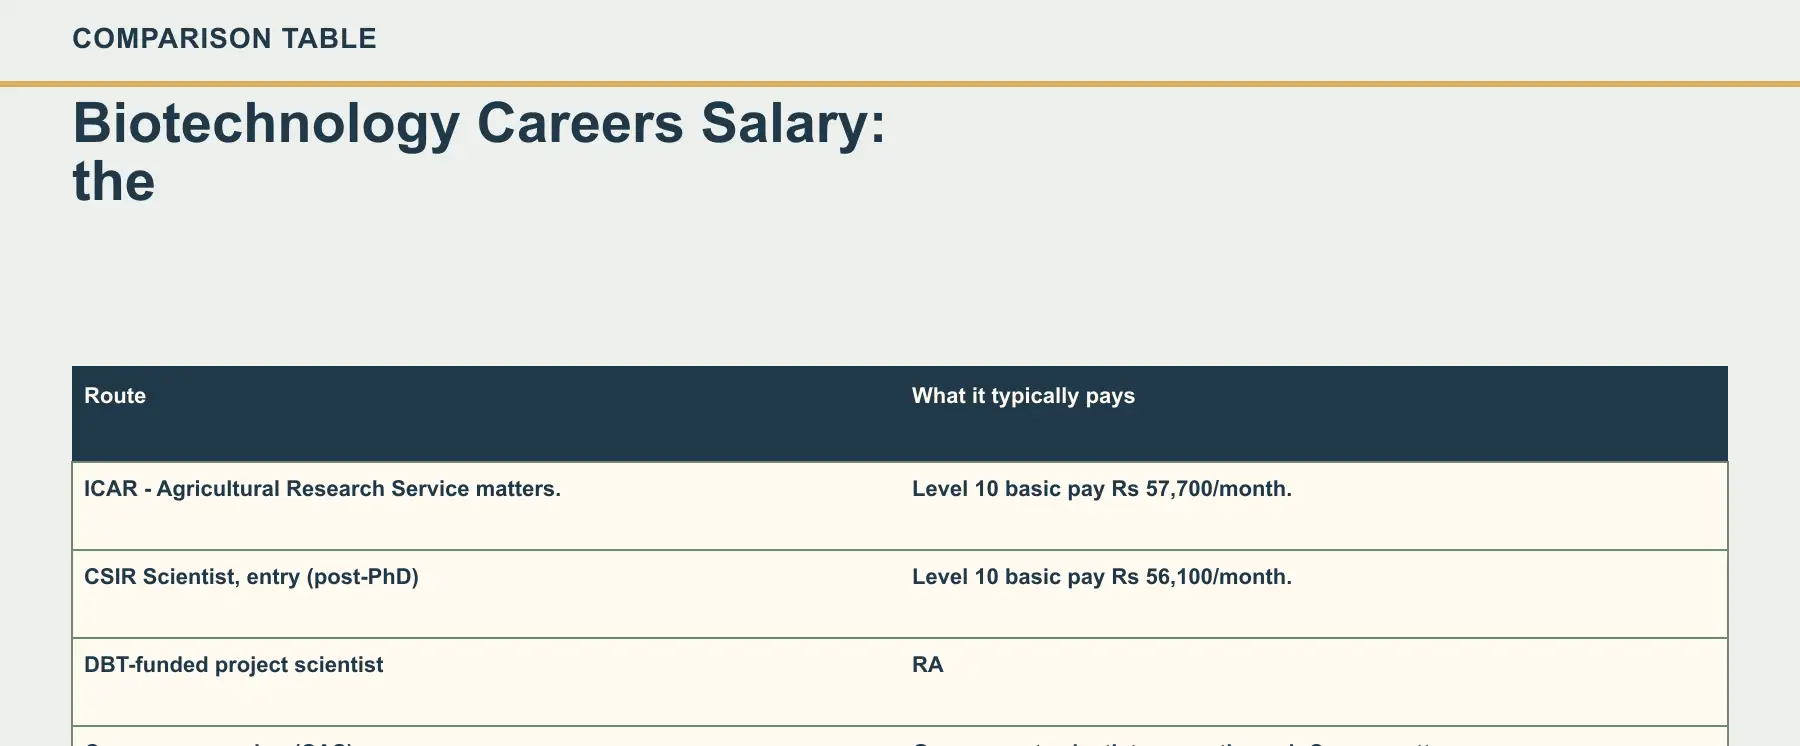 COMPARISON TABLE
Biotechnology Careers Salary:
the
Route What it typically pays
ICAR - Agricultural Research Service matters. Level 10 basic pay Rs 57,700/month.
CSIR Scientist, entry (post-PhD) Level 10 basic pay Rs 56,100/month.
DBT-funded project scientist RA